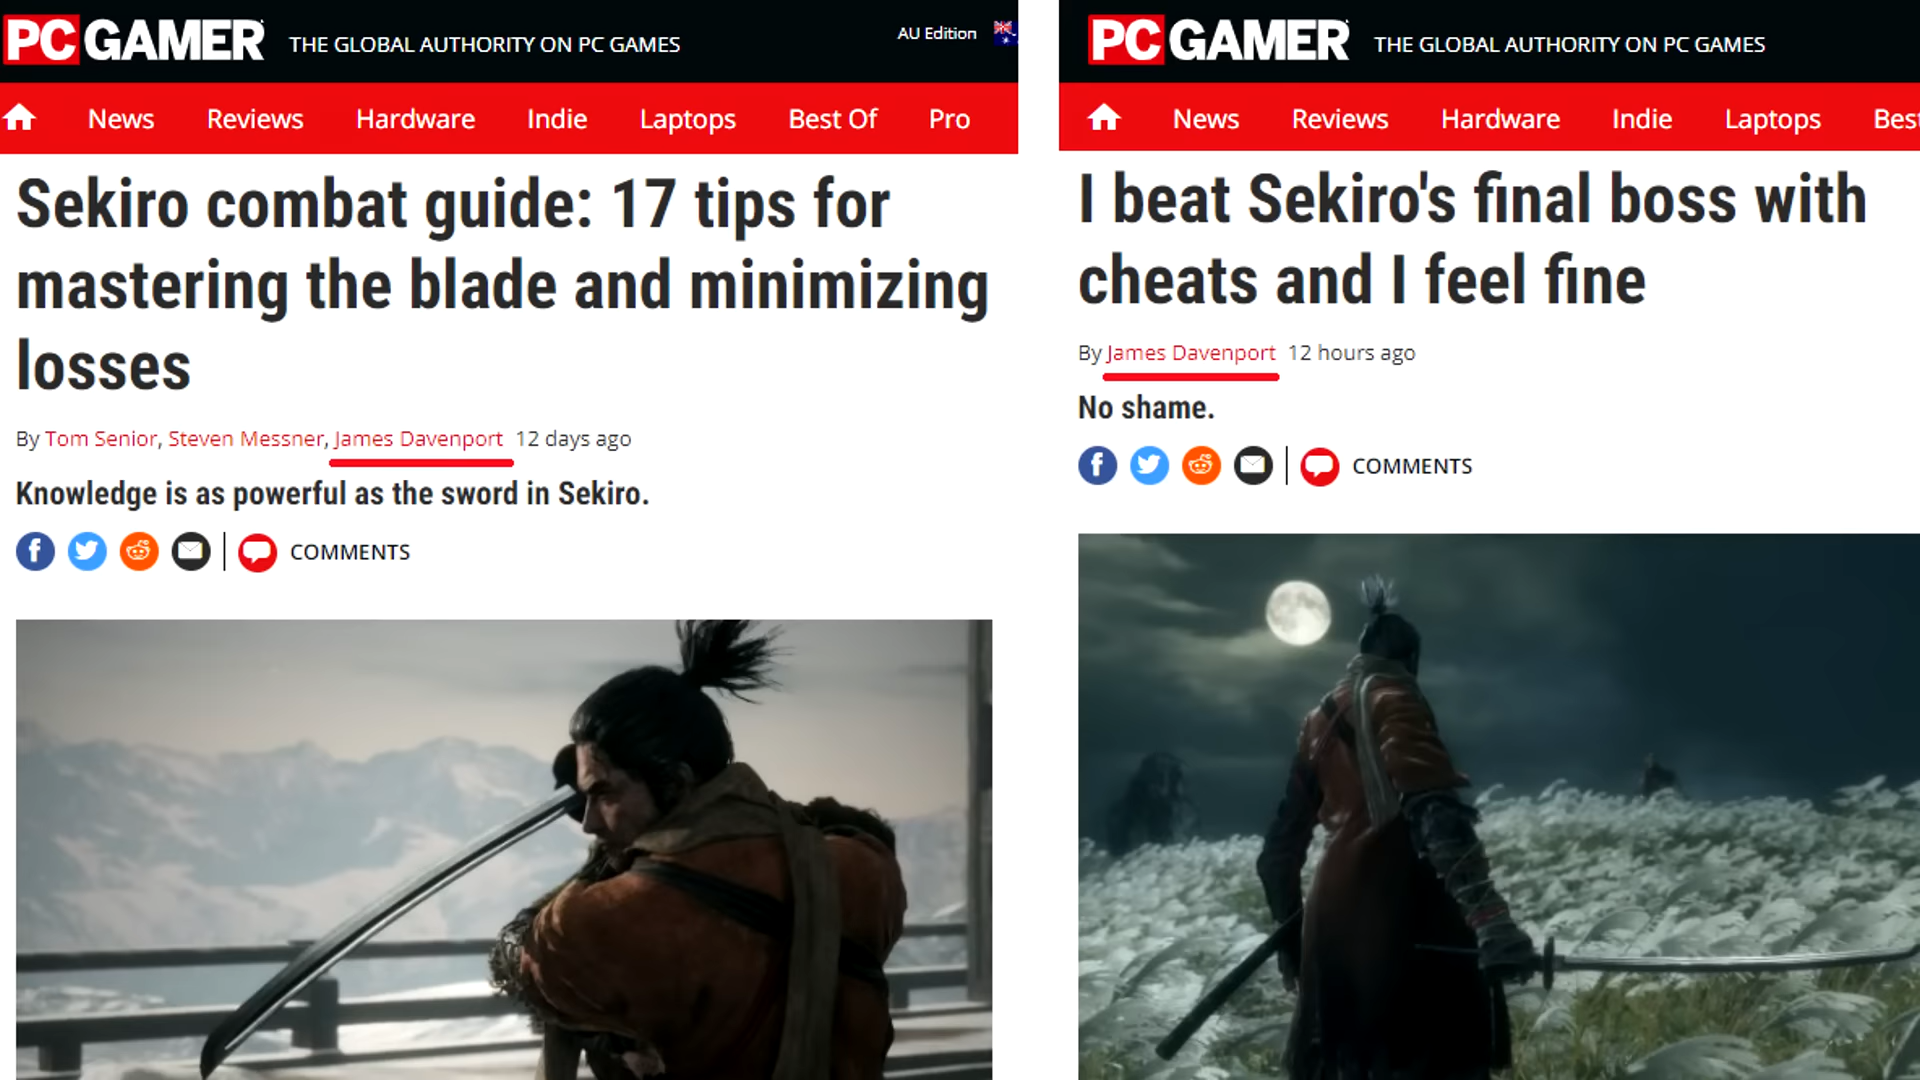 PC GAMER THE GLOBAL AUTHORITY ON PC GAMES AU Edition
News Reviews Hardware Indie Laptops Best Of Pro
Sekiro combat guide: 17 tips for
mastering the blade and minimizing
losses
By Tom Senior, Steven Messner, James Davenport 12 days ago
Knowledge is as powerful as the sword in Sekiro.
COMMENTS
PC GAMER THE GLOBAL AUTHORITY ON PC GAMES
News Reviews Hardware Indie Laptops Best
I beat Sekiro's final boss with
cheats and I feel fine
By James Davenport 12 hours ago
No shame.
COMMENTS